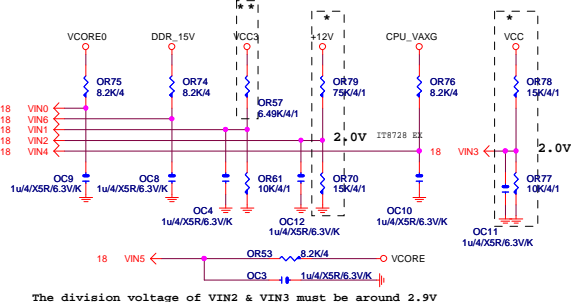 ** * *
VCORE0 DDR_15V VCC3 +12V CPU_VAXG VCC
OR75 OR74 OR79 OR76 OR78
8.2K/4 8.2K/4 75K/4/1 8.2K/4 15K/4/1
OR57
6.49K/4/1
18 VIN0
18 VIN6
18 VIN1
18 VIN2 2.0V IT8728 EX
18 VIN4 18 VIN3 2.0V
OC9 OC8 OR61 OR70 OR77
1u/4/X5R/6.3V/K 1u/4/X5R/6.3V/K 10K/4/1 15K/4/1 10K/4/1
OC4 OC12 OC10 OC11
1u/4/X5R/6.3V/K 1u/4/X5R/6.3V/K 1u/4/X5R/6.3V/K 1u/4/X5R/6.3V/K
18 VIN5 OR53 8.2K/4 VCORE
OC3 1u/4/X5R/6.3V/K
The division voltage of VIN2 & VIN3 must be around 2.9V